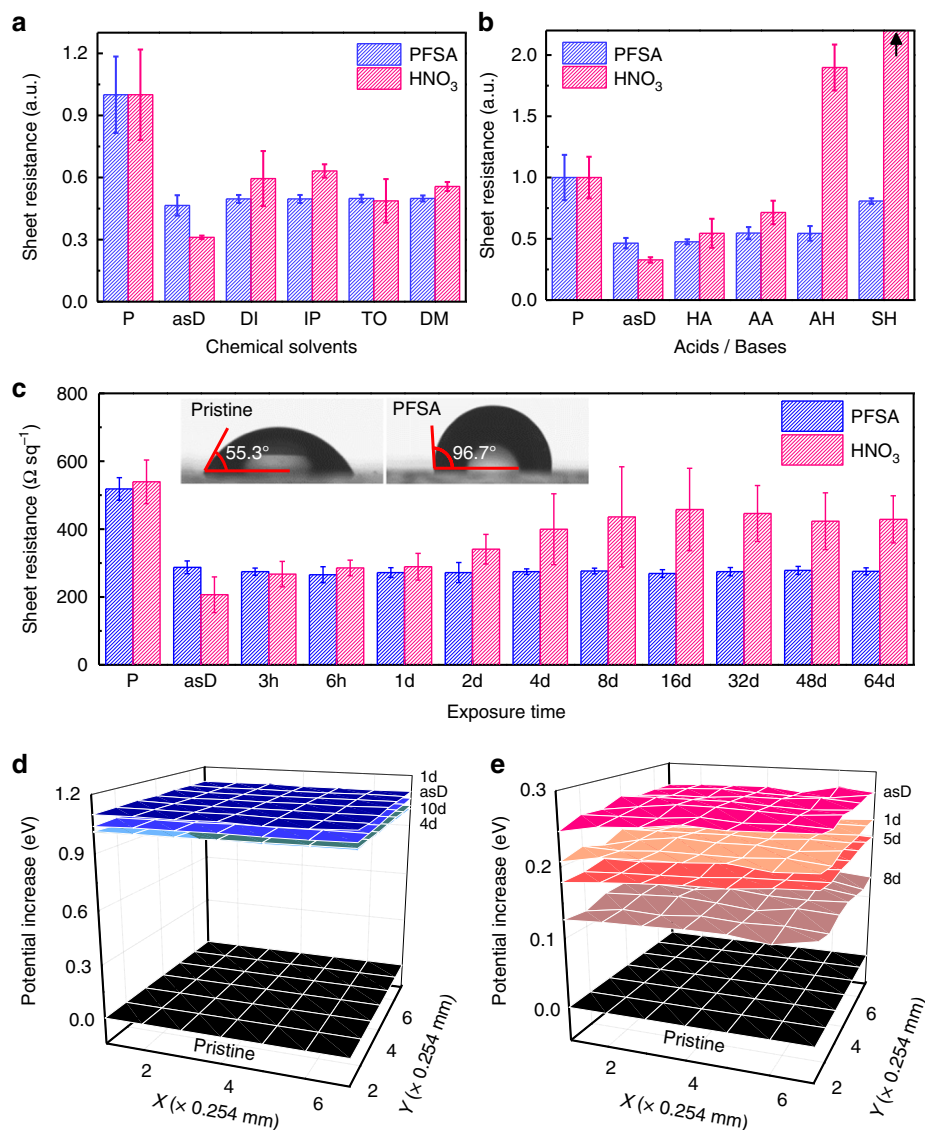 a
Sheet resistance (a.u.)
1.2
0.9
0.6
0.3
0.0
PFSA
HNO₃
P asD DI IP TO DM
Chemical solvents
b
Sheet resistance (a.u.)
2.0
1.5
1.0
0.5
0.0
PFSA
HNO₃
P asD HA AA AH SH
Acids / Bases
c
Sheet resistance (Ω sq⁻¹)
800
600
400
200
0
Pristine
55.3°
PFSA
96.7°
PFSA
HNO₃
P asD 3h 6h 1d 2d 4d 8d 16d 32d 48d 64d
Exposure time
d
Potential increase (eV)
1.2
0.9
0.6
0.3
0.0
1d
asD
10d
4d
Pristine
2 4 6
X (× 0.254 mm)
2 4 6
Y (× 0.254 mm)
e
Potential increase (eV)
0.3
0.2
0.1
0.0
asD
1d
5d
8d
Pristine
2 4 6
X (× 0.254 mm)
2 4 6
Y (× 0.254 mm)